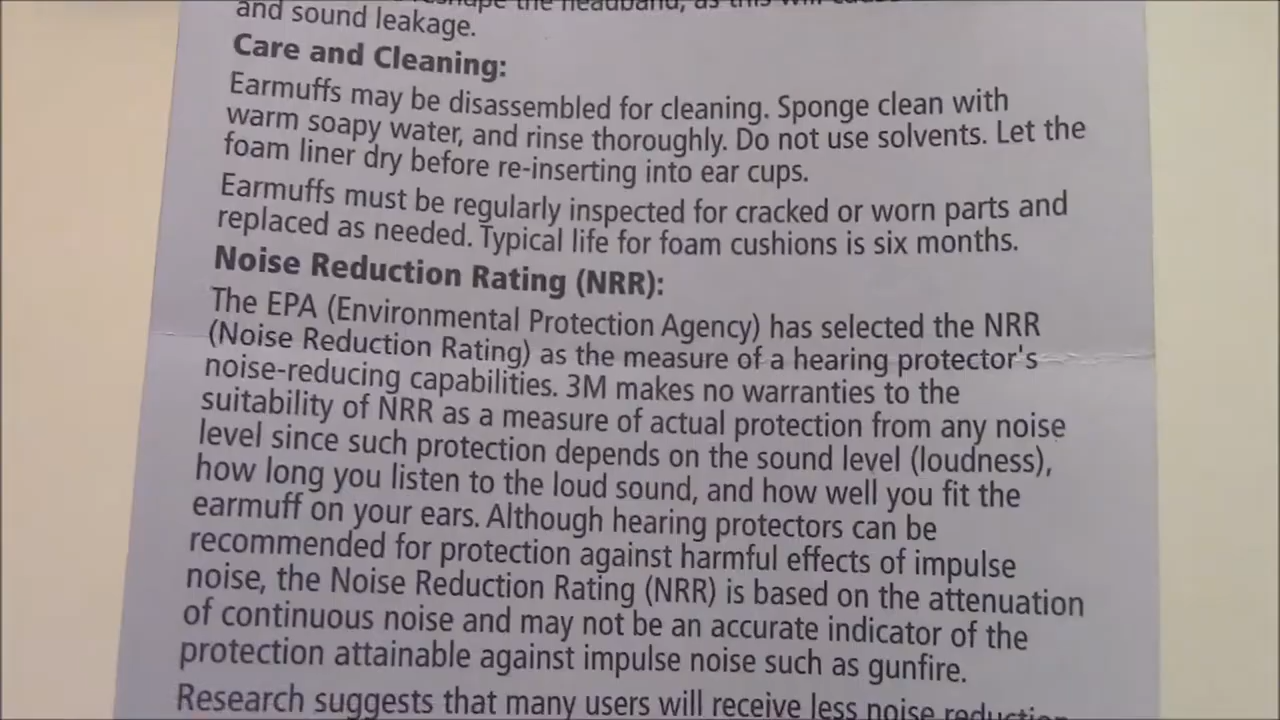 reshape the headband, as this will cause
and sound leakage.
Care and Cleaning:
Earmuffs may be disassembled for cleaning. Sponge clean with
warm soapy water, and rinse thoroughly. Do not use solvents. Let the
foam liner dry before re-inserting into ear cups.
Earmuffs must be regularly inspected for cracked or worn parts and
replaced as needed. Typical life for foam cushions is six months.
Noise Reduction Rating (NRR):
The EPA (Environmental Protection Agency) has selected the NRR
(Noise Reduction Rating) as the measure of a hearing protector's
noise-reducing capabilities. 3M makes no warranties to the
suitability of NRR as a measure of actual protection from any noise
level since such protection depends on the sound level (loudness),
how long you listen to the loud sound, and how well you fit the
earmuff on your ears. Although hearing protectors can be
recommended for protection against harmful effects of impulse
noise, the Noise Reduction Rating (NRR) is based on the attenuation
of continuous noise and may not be an accurate indicator of the
protection attainable against impulse noise such as gunfire.
Research suggests that many users will receive less noise reduction